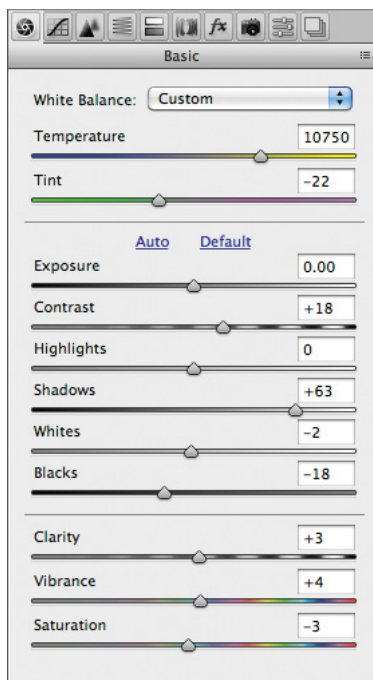 fx
Basic
White Balance: Custom
Temperature 10750
Tint -22
Auto Default
Exposure 0.00
Contrast +18
Highlights 0
Shadows +63
Whites -2
Blacks -18
Clarity +3
Vibrance +4
Saturation -3